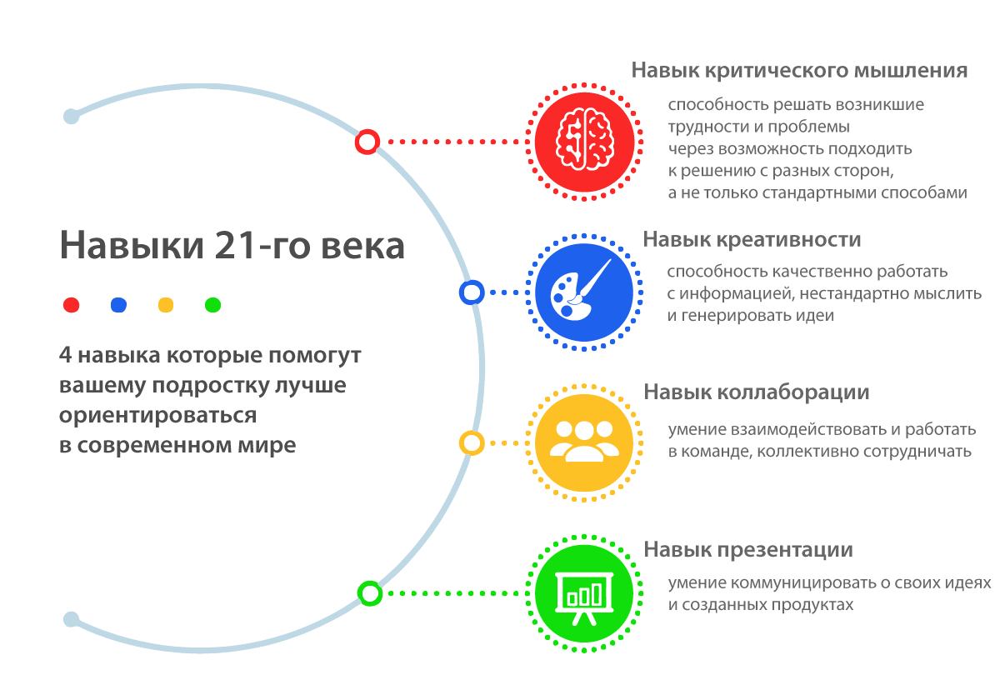 Навыки 21-го века
4 навыка которые помогут
вашему подростку лучше
ориентироваться
в современном мире
Навык критического мышления
способность решать возникшие
трудности и проблемы
через возможность подходить
к решению с разных сторон,
а не только стандартными способами
Навык креативности
способность качественно работать
с информацией, нестандартно мыслить
и генерировать идеи
Навык коллаборации
умение взаимодействовать и работать
в команде, коллективно сотрудничать
Навык презентации
умение коммуницировать о своих идеях
и созданных продуктах